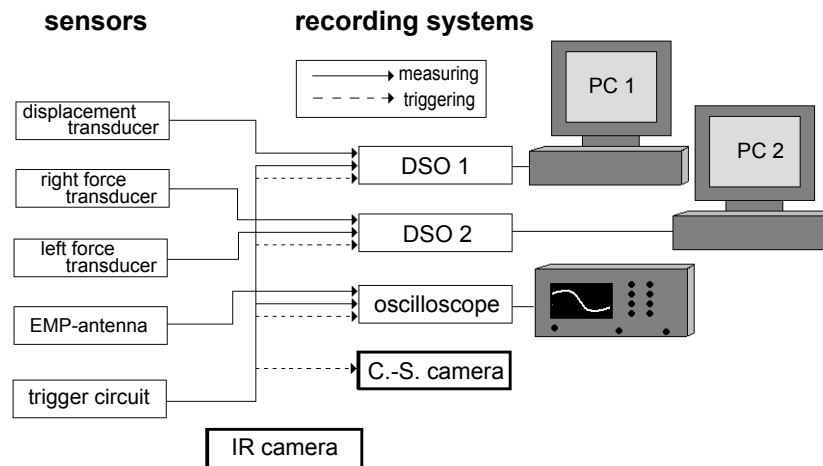 sensors
recording systems
measuring
triggering
displacement
transducer
right force
transducer
left force
transducer
EMP-antenna
trigger circuit
DSO 1
DSO 2
oscilloscope
C.-S. camera
IR camera
PC 1
PC 2